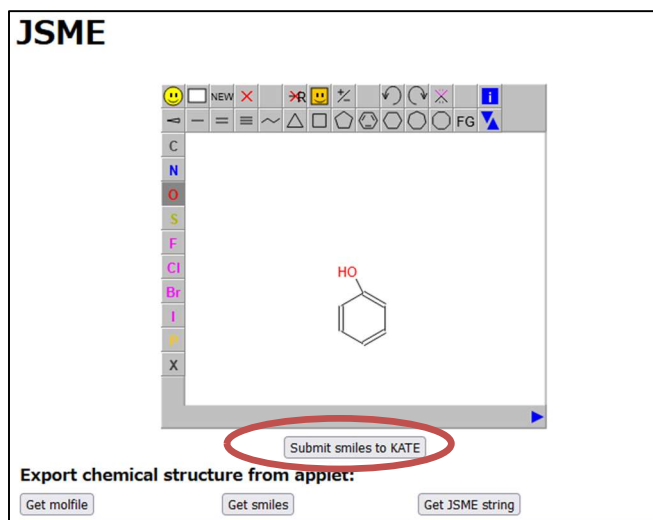 JSME
NEW R +/- i
FG
C
N
O
S
F
Cl
Br
I
P
X
HO
Submit smiles to KATE
Export chemical structure from applet:
Get molfile Get smiles Get JSME string